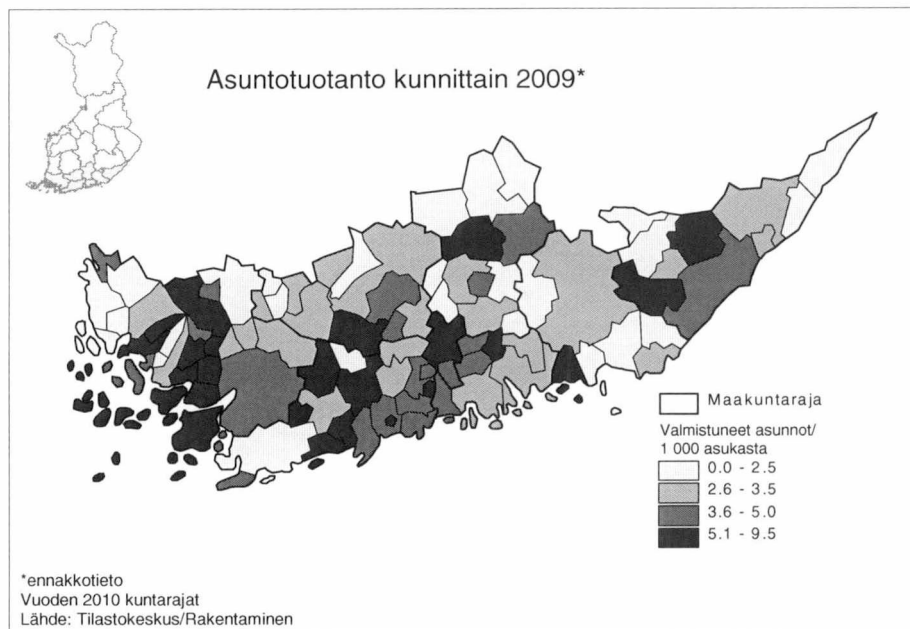 Asuntotuotanto kunnittain 2009*
Maakuntaraja
Valmistuneet asunnot/
1 000 asukasta
0.0 - 2.5
2.6 - 3.5
3.6 - 5.0
5.1 - 9.5
*ennakkotieto
Vuoden 2010 kuntarajat
Lähde: Tilastokeskus/Rakentaminen